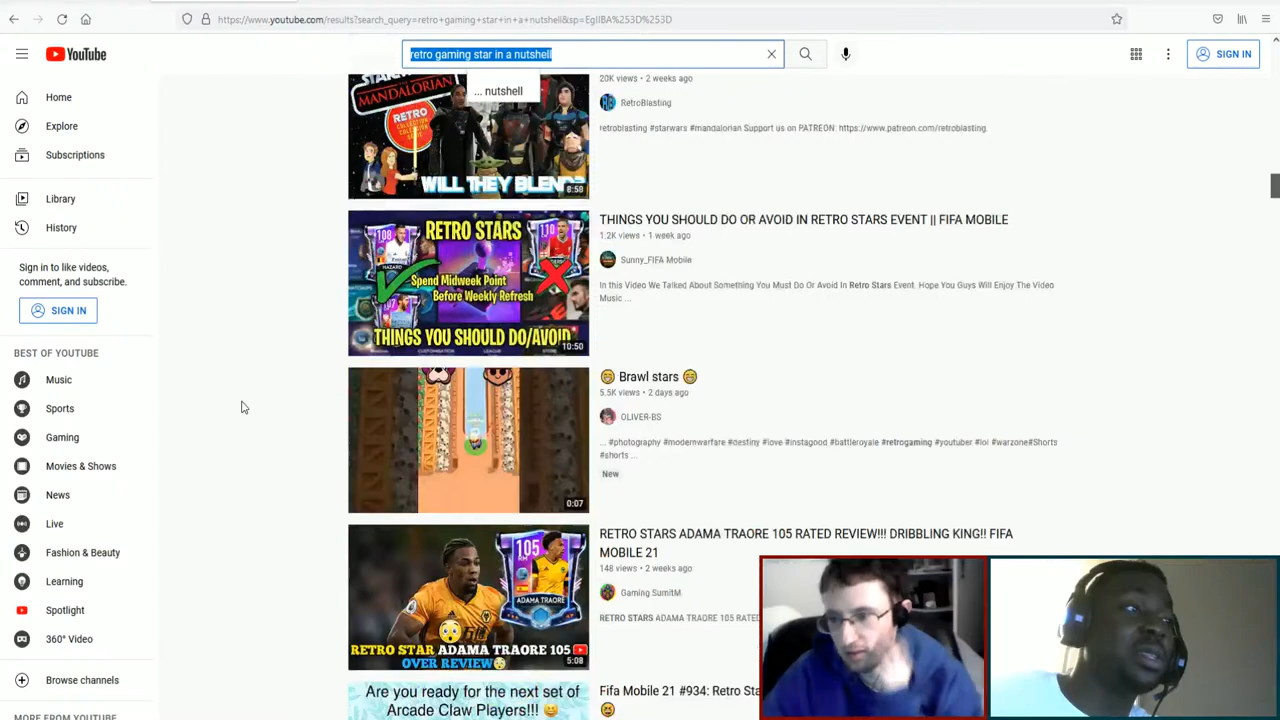 https://www.youtube.com/results?search_query=retro+gaming+star+in+a+nutshell&sp=EgIIBA%253D%253D
YouTube
retro gaming star in a nutshell
SIGN IN
... nutshell
Home
Explore
Subscriptions
Library
History
Sign in to like videos,
comment, and subscribe.
SIGN IN
BEST OF YOUTUBE
Music
Sports
Gaming
Movies & Shows
News
Live
Fashion & Beauty
Learning
Spotlight
360° Video
Browse channels
MORE FROM YOUTUBE
THE
MANDALORIAN
RETRO
WILL THEY BLEND?
8:58
20K views • 2 weeks ago
RetroBlasting
retroblasting #starwars #mandalorian Support us on PATREON: https://www.patreon.com/retroblasting.
RETRO STARS
108
HAZARD
110
Spend Midweek Point
Before Weekly Refresh
107
THINGS YOU SHOULD DO/AVOID
10:50
THINGS YOU SHOULD DO OR AVOID IN RETRO STARS EVENT || FIFA MOBILE
1.2K views • 1 week ago
Sunny_FIFA Mobile
In this Video We Talked About Something You Must Do Or Avoid In Retro Stars Event. Hope You Guys Will Enjoy The Video
Music ...
0:07
😁 Brawl stars 😁
5.5K views • 2 days ago
OLIVER-BS
... #photography #modernwarfare #destiny #love #instagood #battleroyale #retrogaming #youtuber #lol #warzone#Shorts
#shorts ...
New
105
RM
ADAMA TRAORE
RETRO STAR ADAMA TRAORE 105
OVER REVIEW
5:08
RETRO STARS ADAMA TRAORE 105 RATED REVIEW!!! DRIBBLING KING!! FIFA
MOBILE 21
148 views • 2 weeks ago
Gaming SumitM
RETRO STARS ADAMA TRAORE 105 RATED
Are you ready for the next set of
Arcade Claw Players!!! 😄
Fifa Mobile 21 #934: Retro Sta